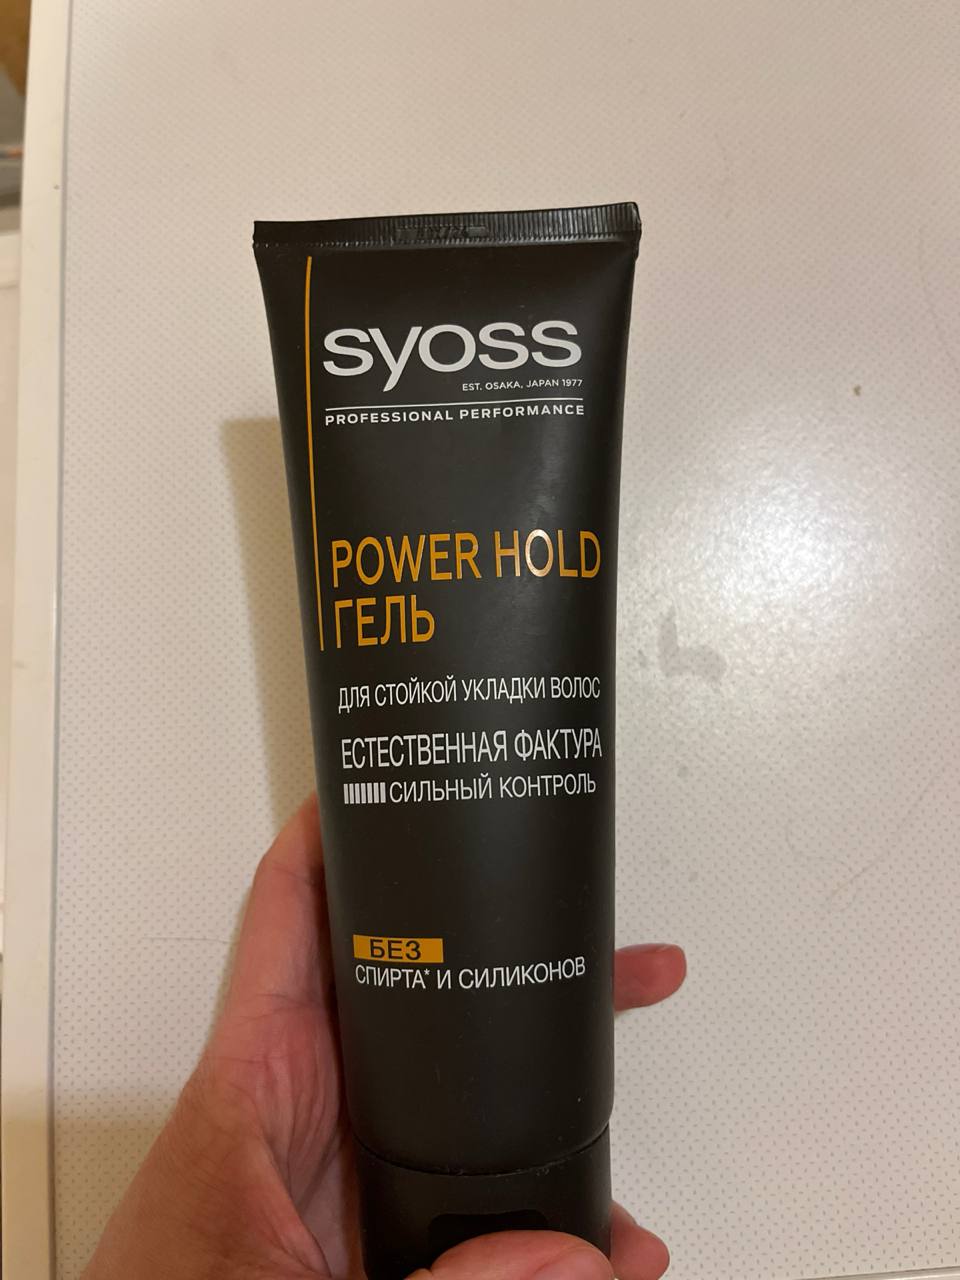 syoss
EST. OSAKA, JAPAN 1977
PROFESSIONAL PERFORMANCE
POWER HOLD
ГЕЛЬ
ДЛЯ СТОЙКОЙ УКЛАДКИ ВОЛОС
ЕСТЕСТВЕННАЯ ФАКТУРА
СИЛЬНЫЙ КОНТРОЛЬ
БЕЗ
СПИРТА* И СИЛИКОНОВ